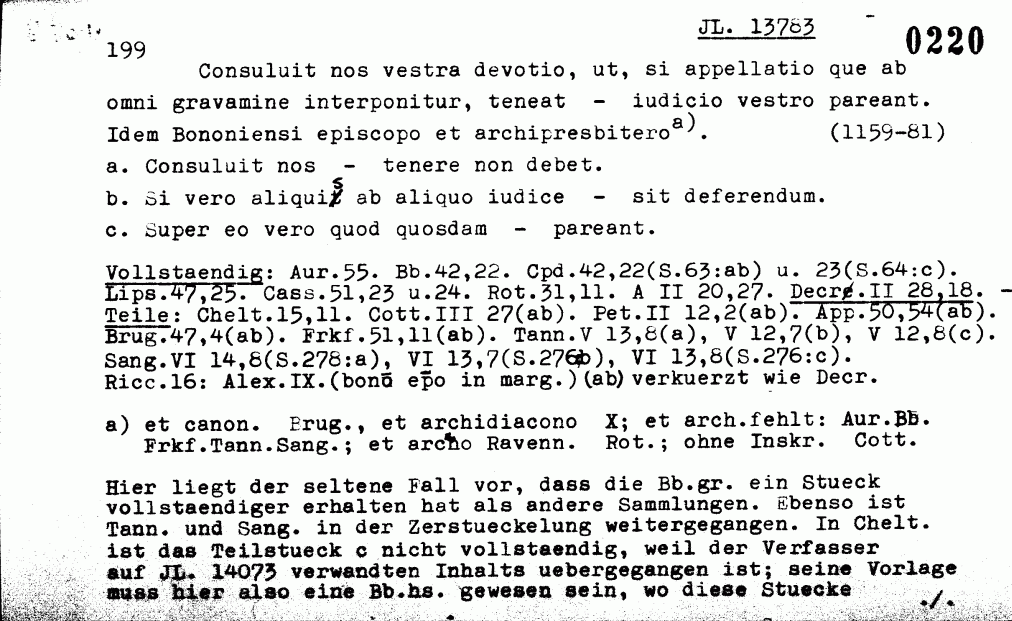 JL. 13783
0220
199
Consuluit nos vestra devotio, ut, si appellatio que ab
omni gravamine interponitur, teneat - iudicio vestro pareant.
Idem Bononiensi episcopo et archipresbitero a). (1159-81)
a. Consuluit nos - tenere non debet.
b. Si vero aliquis ab aliquo iudice - sit deferendum.
c. Super eo vero quod quosdam - pareant.
Vollstaendig: Aur.55. Bb.42,22. Cpd.42,22(S.63:ab) u. 23(S.64:c).
Lips.47,25. Cass.51,23 u.24. Rot.31,11. A II 20,27. Decr.II 28,18. -
Teile: Chelt.15,11. Cott.III 27(ab). Pet.II 12,2(ab). App.50,54(ab).
Brug.47,4(ab). Frkf.51,11(ab). Tann.V 13,8(a), V 12,7(b), V 12,8(c).
Sang.VI 14,8(S.278:a), VI 13,7(S.276b), VI 13,8(S.276:c).
Ricc.16: Alex.IX.(bonō ep̄o in marg.)(ab) verkuerzt wie Decr.
a) et canon. Brug., et archidiacono X; et arch.fehlt: Aur.Bb.
Frkf.Tann.Sang.; et archo Ravenn. Rot.; ohne Inskr. Cott.
Hier liegt der seltene Fall vor, dass die Bb.gr. ein Stueck
vollstaendiger erhalten hat als andere Sammlungen. Ebenso ist
Tann. und Sang. in der Zerstueckelung weitergegangen. In Chelt.
ist das Teilstueck c nicht vollstaendig, weil der Verfasser
auf JL. 14073 verwandten Inhalts uebergegangen ist; seine Vorlage
muss hier also eine Bb.hs. gewesen sein, wo diese Stuecke
./.